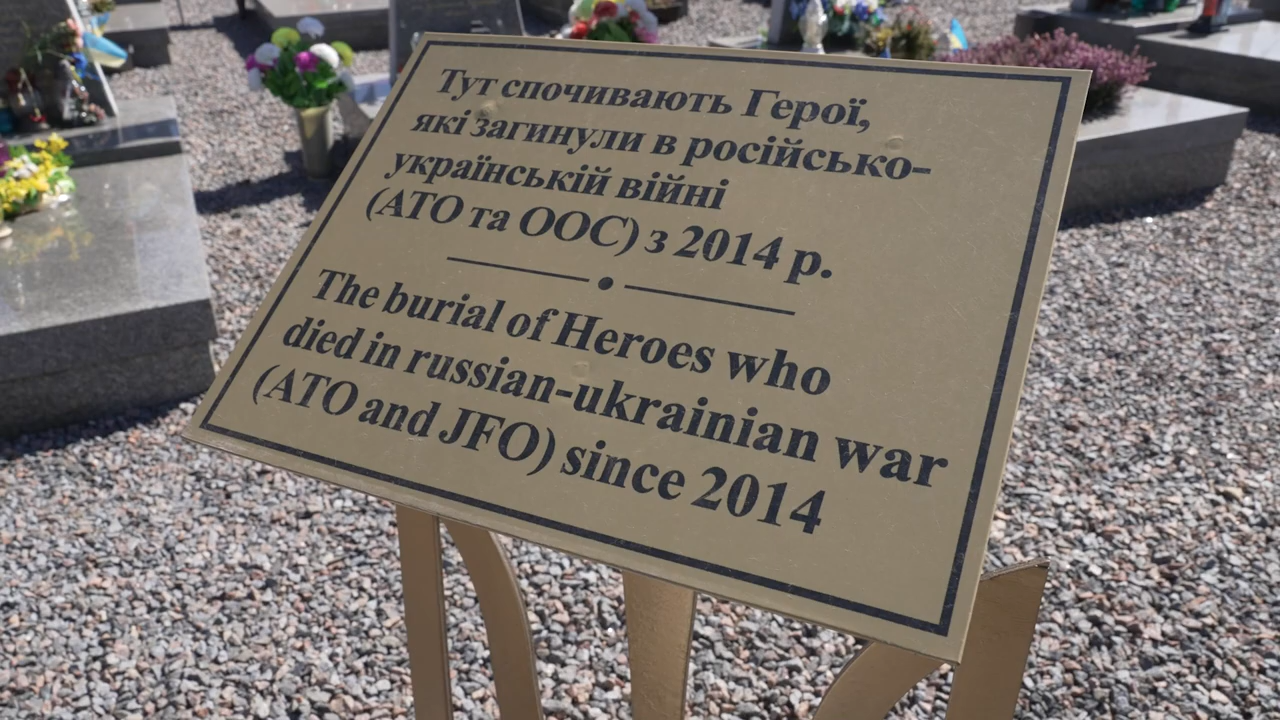 Тут спочивають Герої,
які загинули в російсько-
українській війні
(АТО та ООС) з 2014 р.
The burial of Heroes who
died in russian-ukrainian war
(ATO and JFO) since 2014